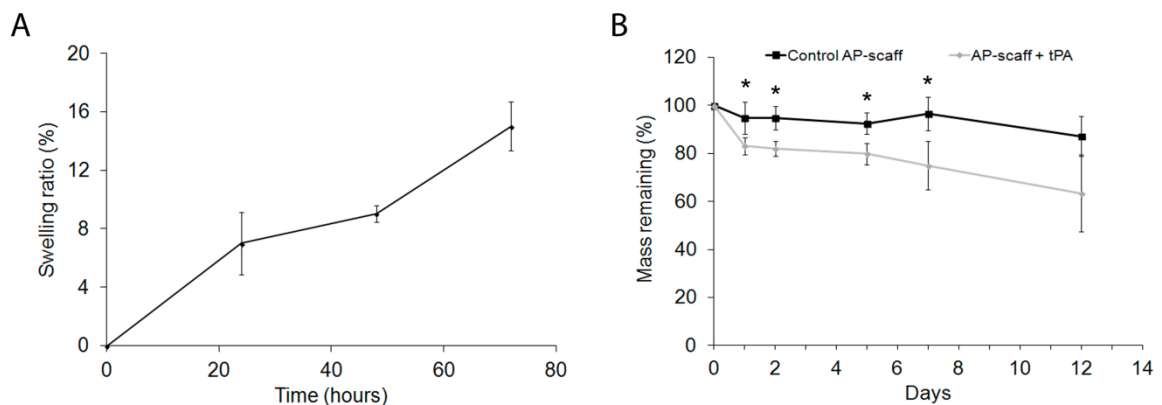 A
20
16
12
8
4
0
Swelling ratio (%)
0 20 40 60 80
Time (hours)
B
120
100
80
60
40
20
0
Mass remaining (%)
Control AP-scaff AP-scaff + tPA
* * * *
0 2 4 6 8 10 12 14
Days